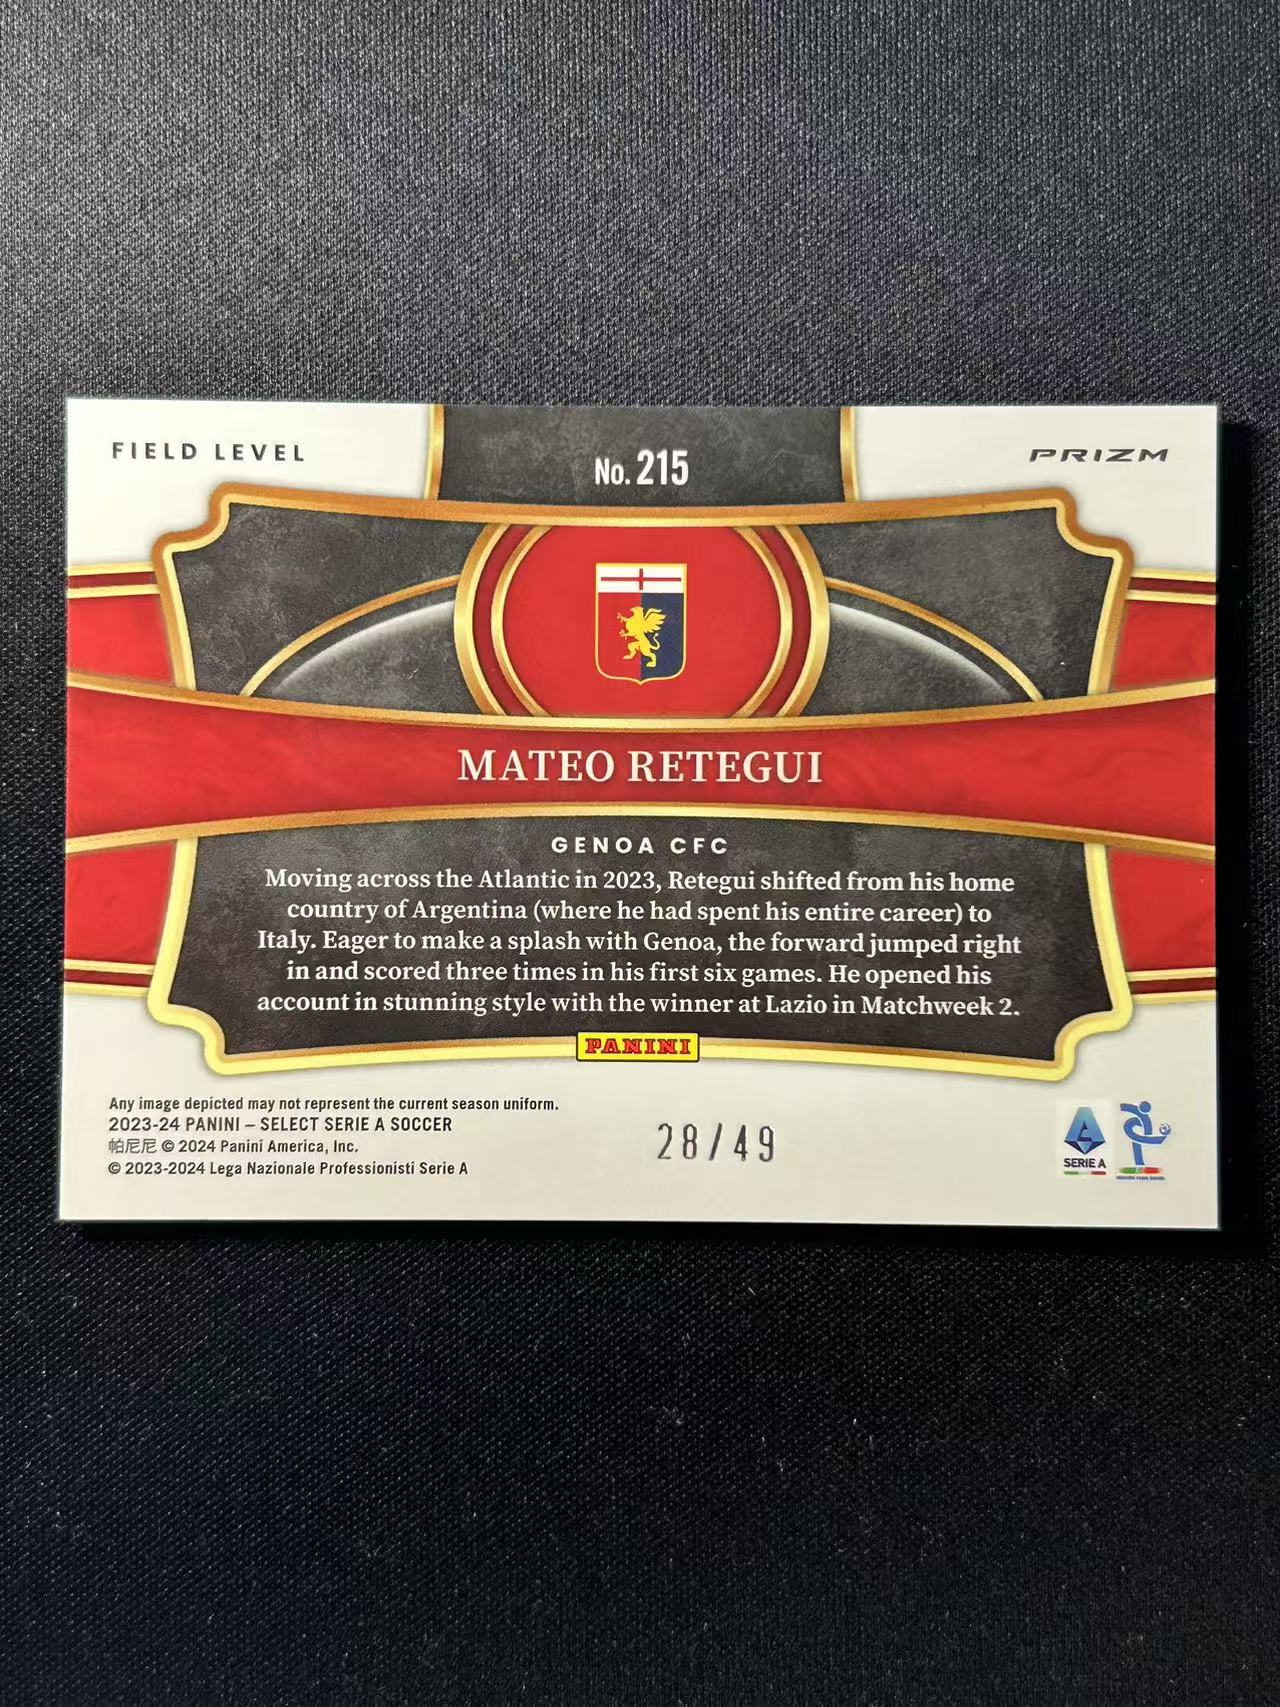 FIELD LEVEL
No. 215
PRIZM
MATEO RETEGUI
GENOA CFC
Moving across the Atlantic in 2023, Retegui shifted from his home
country of Argentina (where he had spent his entire career) to
Italy. Eager to make a splash with Genoa, the forward jumped right
in and scored three times in his first six games. He opened his
account in stunning style with the winner at Lazio in Matchweek 2.
PANINI
Any image depicted may not represent the current season uniform.
2023-24 PANINI – SELECT SERIE A SOCCER
帕尼尼 © 2024 Panini America, Inc.
© 2023-2024 Lega Nazionale Professionisti Serie A
28/49
SERIE A